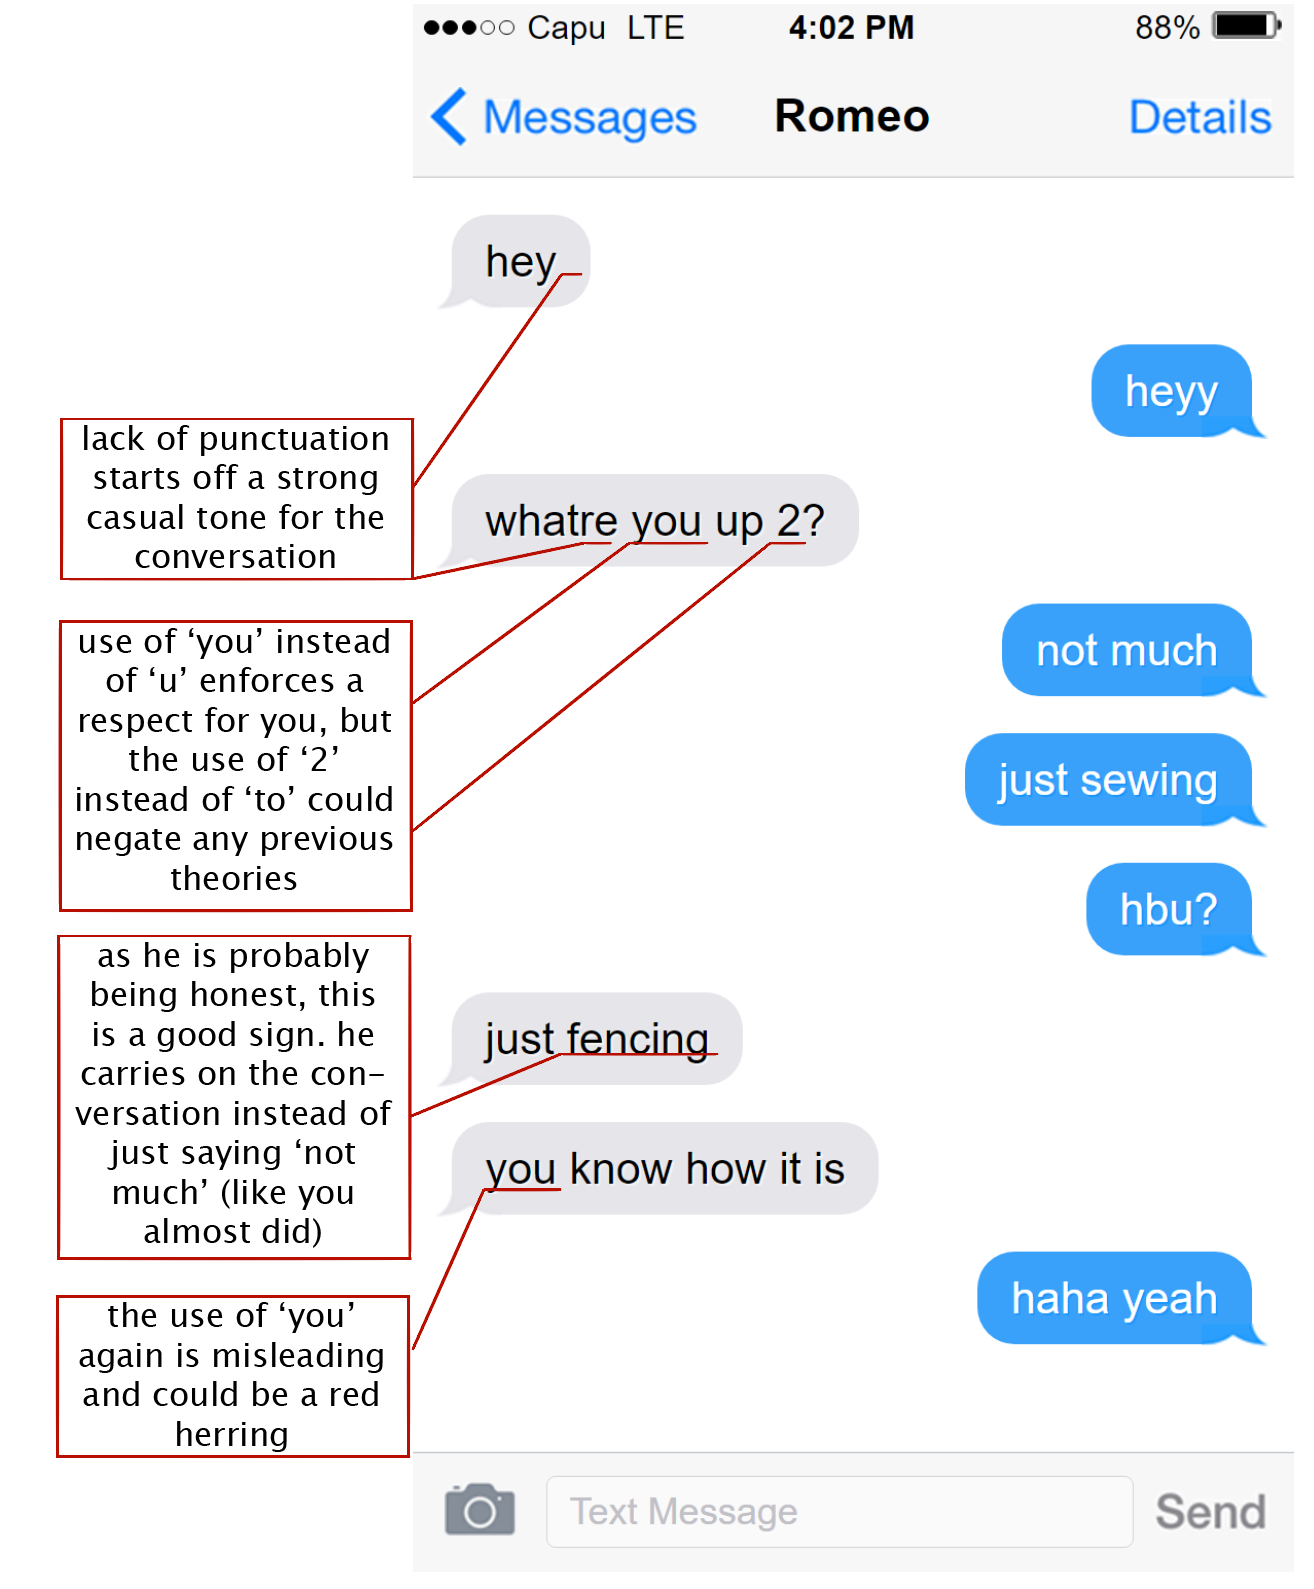 Capu LTE 4:02 PM 88%
Messages Romeo Details
hey
heyy
lack of punctuation
starts off a strong
casual tone for the
conversation
whatre you up 2?
use of ‘you’ instead
of ‘u’ enforces a
respect for you, but
the use of ‘2’
instead of ‘to’ could
negate any previous
theories
not much
just sewing
hbu?
as he is probably
being honest, this
is a good sign. he
carries on the con-
versation instead of
just saying ‘not
much’ (like you
almost did)
just fencing
you know how it is
the use of ‘you’
again is misleading
and could be a red
herring
haha yeah
Text Message Send